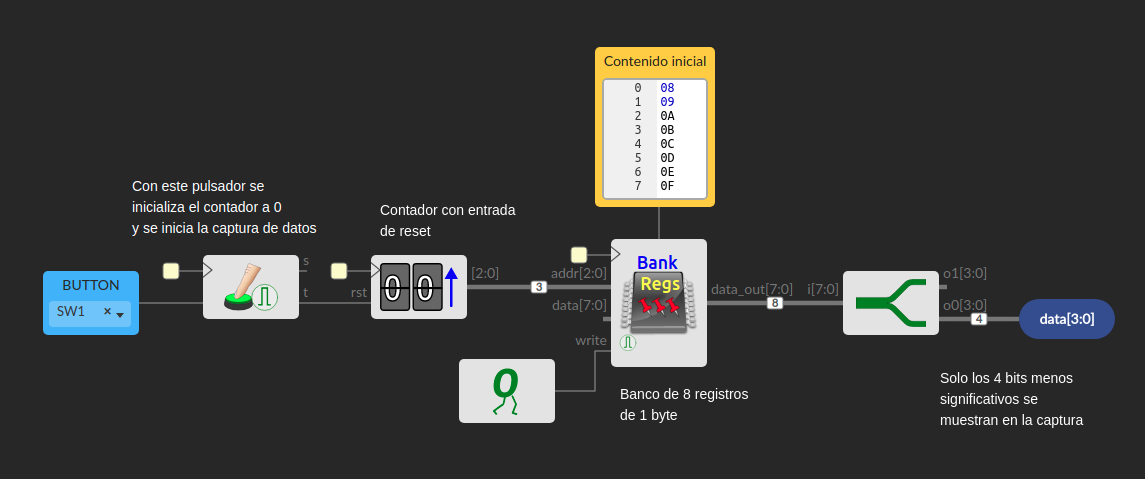 Contenido inicial
0 08
1 09
2 0A
3 0B
4 0C
5 0D
6 0E
7 0F
Con este pulsador se
inicializa el contador a 0
y se inicia la captura de datos
Contador con entrada
de reset
BUTTON
SW1 ×
s
t
rst
0 0
[2:0]
3
addr[2:0]
data[7:0]
write
Bank
Regs
data_out[7:0]
8
i[7:0]
o1[3:0]
o0[3:0]
4
data[3:0]
0
Banco de 8 registros
de 1 byte
Solo los 4 bits menos
significativos se
muestran en la captura